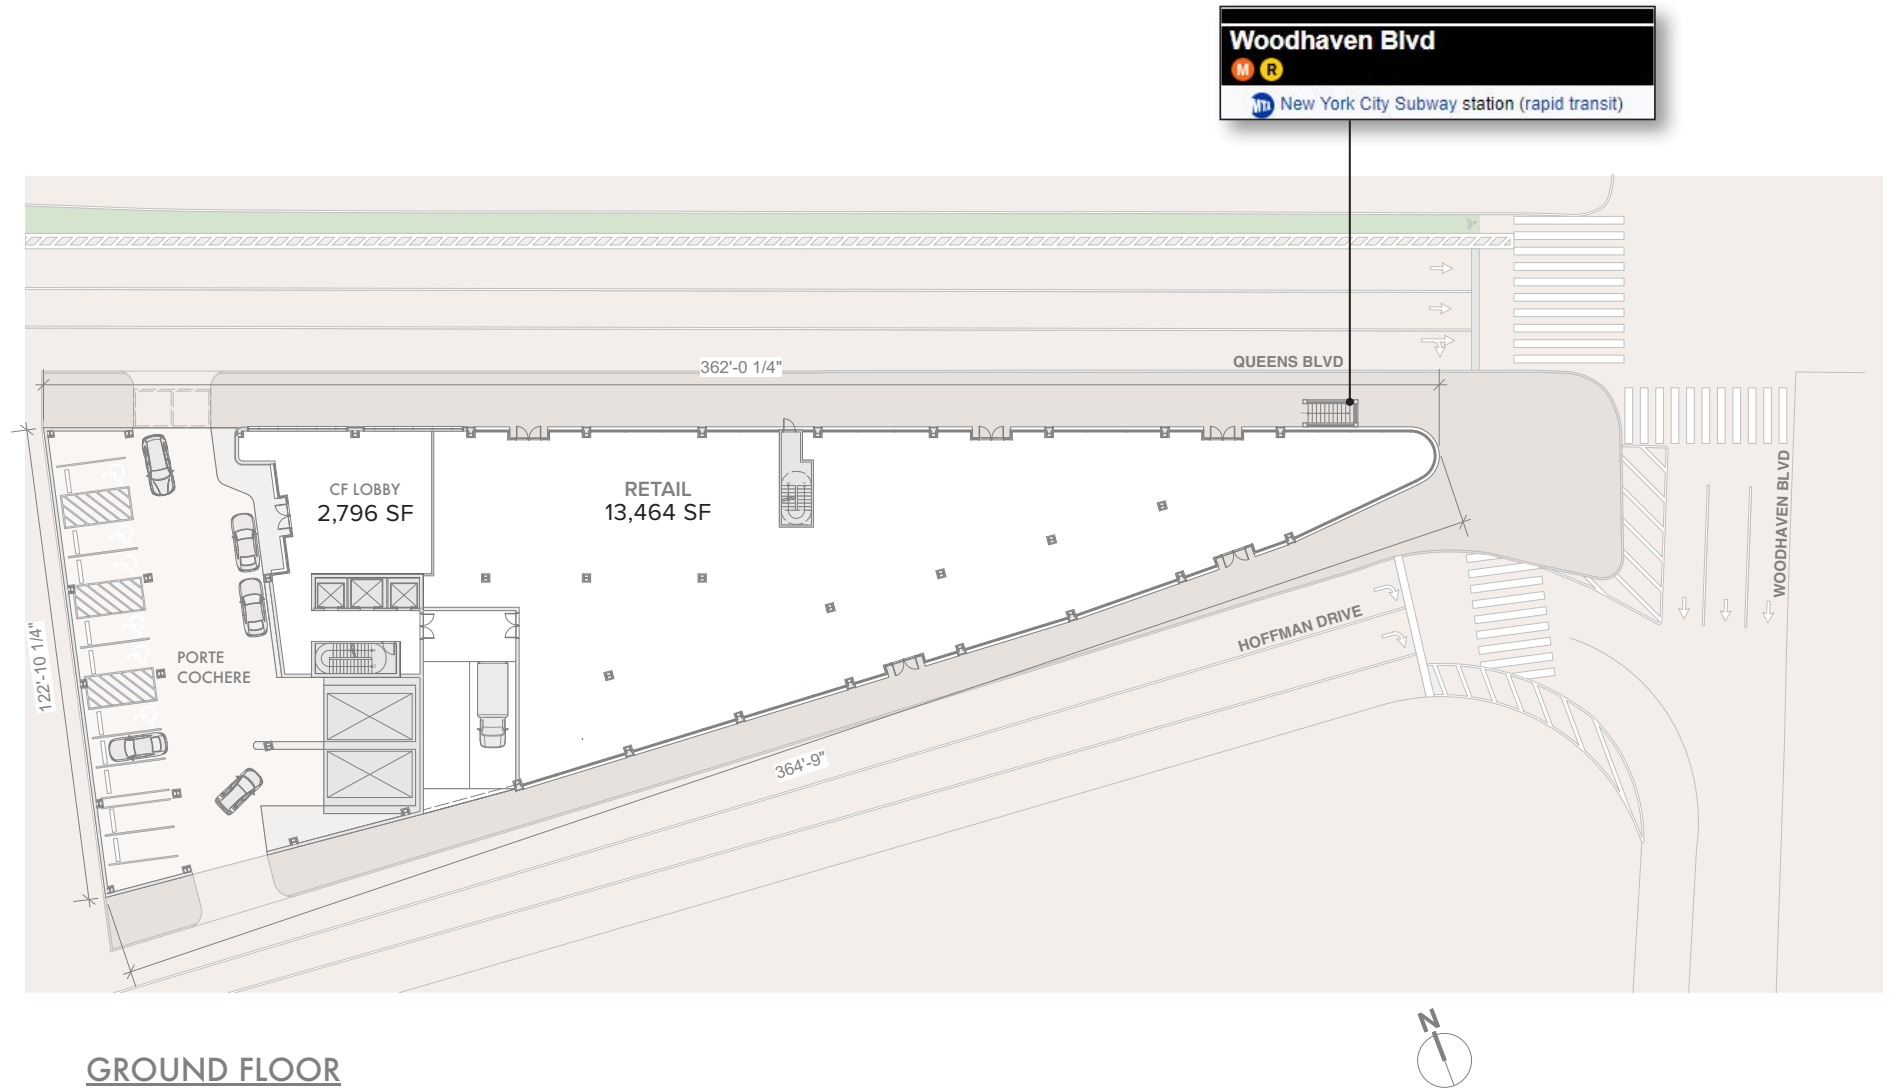 Woodhaven Blvd
M R
MTA New York City Subway station (rapid transit)
362'-0 1/4"
QUEENS BLVD
CF LOBBY
2,796 SF
RETAIL
13,464 SF
WOODHAVEN BLVD
HOFFMAN DRIVE
122'-10 1/4"
PORTE
COCHERE
364'-9"
N
GROUND FLOOR